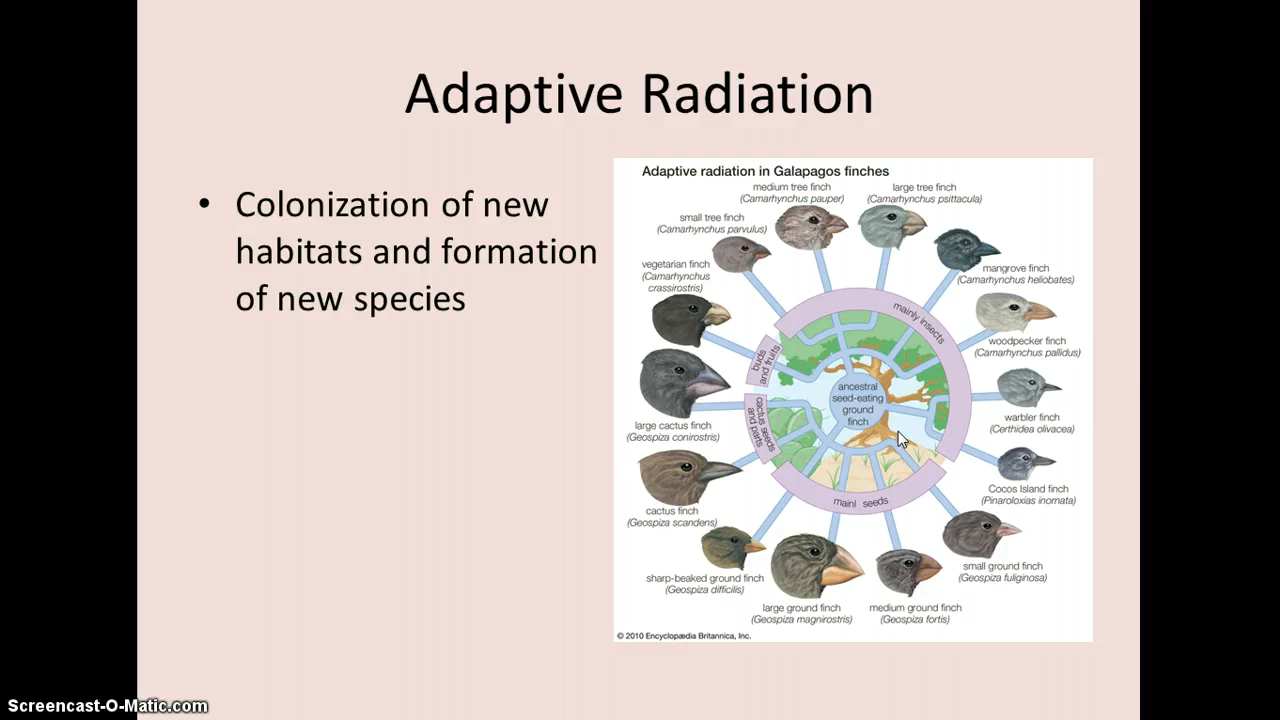 Adaptive Radiation
• Colonization of new
habitats and formation
of new species
Adaptive radiation in Galapagos finches
medium tree finch
(Camarhynchus pauper)
large tree finch
(Camarhynchus psittacula)
small tree finch
(Camarhynchus parvulus)
mangrove finch
(Camarhynchus heliobates)
vegetarian finch
(Camarhynchus
crassirostris)
woodpecker finch
(Camarhynchus pallidus)
mainly insects
buds
and fruits
ancestral
seed-eating
ground
finch
cactus seeds
and parts
mainl seeds
warbler finch
(Certhidea olivacea)
large cactus finch
(Geospiza conirostris)
Cocos Island finch
(Pinaroloxias inornata)
cactus finch
(Geospiza scandens)
small ground finch
(Geospiza fuliginosa)
sharp-beaked ground finch
(Geospiza difficilis)
large ground finch
(Geospiza magnirostris)
medium ground finch
(Geospiza fortis)
© 2010 Encyclopædia Britannica, Inc.
Screencast-O-Matic.com